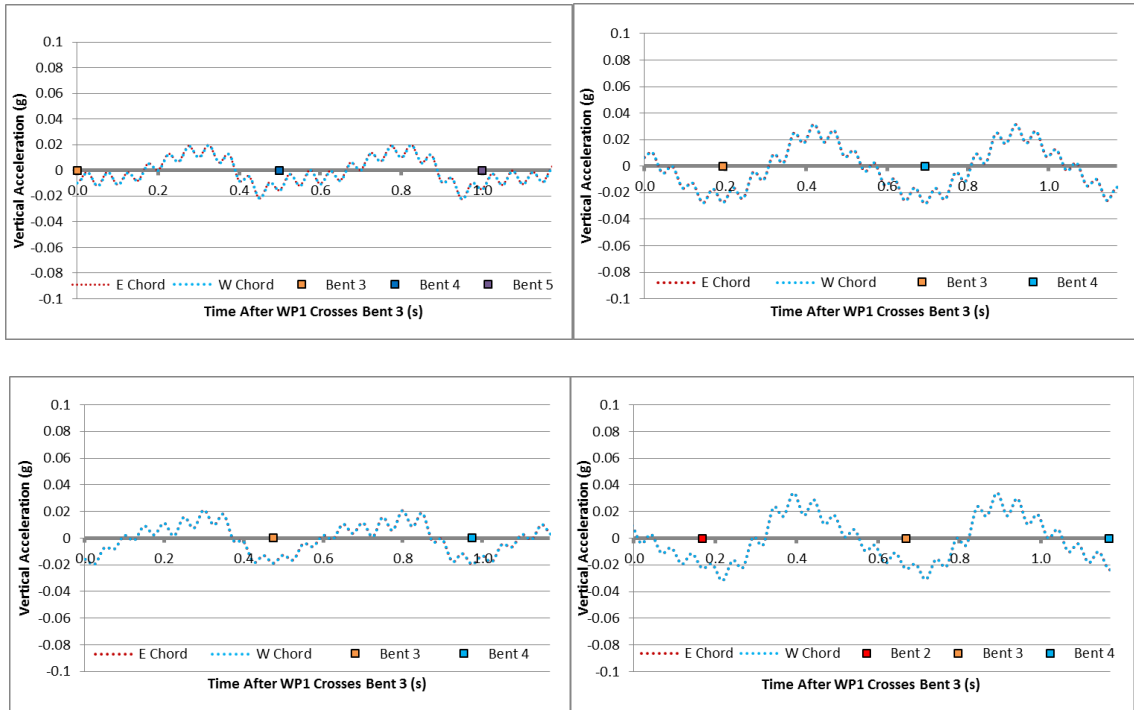 Vertical Acceleration (g)
0.1
0.08
0.06
0.04
0.02
0
-0.02
-0.04
-0.06
-0.08
-0.1
0.0 0.2 0.4 0.6 0.8 1.0
E Chord W Chord Bent 3 Bent 4 Bent 5
Time After WP1 Crosses Bent 3 (s)
Vertical Acceleration (g)
0.1
0.08
0.06
0.04
0.02
0
-0.02
-0.04
-0.06
-0.08
-0.1
0.0 0.2 0.4 0.6 0.8 1.0
E Chord W Chord Bent 3 Bent 4
Time After WP1 Crosses Bent 3 (s)
Vertical Acceleration (g)
0.1
0.08
0.06
0.04
0.02
0
-0.02
-0.04
-0.06
-0.08
-0.1
0.0 0.2 0.4 0.6 0.8 1.0
E Chord W Chord Bent 3 Bent 4
Time After WP1 Crosses Bent 3 (s)
Vertical Acceleration (g)
0.1
0.08
0.06
0.04
0.02
0
-0.02
-0.04
-0.06
-0.08
-0.1
0.0 0.2 0.4 0.6 0.8 1.0
E Chord W Chord Bent 2 Bent 3 Bent 4
Time After WP1 Crosses Bent 3 (s)